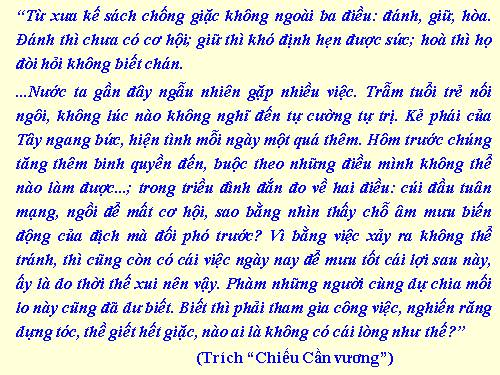 “Từ xưa kế sách chống giặc không ngoài ba điều: đánh, giữ, hòa.
Đánh thì chưa có cơ hội; giữ thì khó định hẹn được sức; hoà thì họ
đòi hỏi không biết chán.
...Nước ta gần đây ngẫu nhiên gặp nhiều việc. Trẫm tuổi trẻ nối
ngôi, không lúc nào không nghĩ đến tự cường tự trị. Kẻ phái của
Tây ngang bức, hiện tình mỗi ngày một quá thêm. Hôm trước chúng
tăng thêm binh quyền đến, buộc theo những điều mình không thể
nào làm được...; trong triều đình đắn đo về hai điều: cúi đầu tuân
mạng, ngồi để mất cơ hội, sao bằng nhìn thấy chỗ âm mưu biến
động của địch mà đối phó trước? Ví bằng việc xảy ra không thể
tránh, thì cũng còn có cái việc ngày nay để mưu tốt cái lợi sau này,
ấy là do thời thế xui nên vậy. Phàm những người cùng dự chia mối
lo này cũng đã dư biết. Biết thì phải tham gia công việc, nghiến răng
dựng tóc, thề giết hết giặc, nào ai là không có cái lòng như thế?”
(Trích “Chiếu Cần vương”)